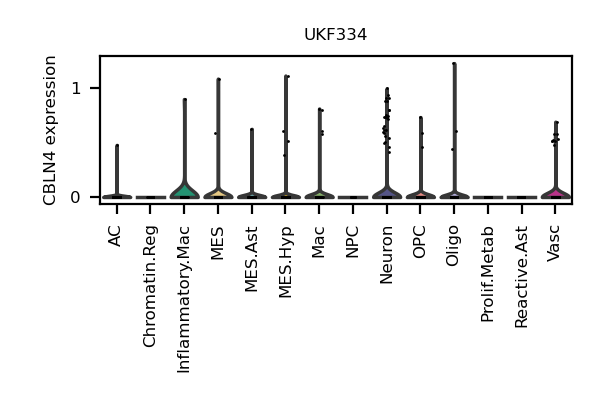 UKF334
CBLN4 expression
1
0
AC
Chromatin.Reg
Inflammatory.Mac
MES
MES.Ast
MES.Hyp
Mac
NPC
Neuron
OPC
Oligo
Prolif.Metab
Reactive.Ast
Vasc